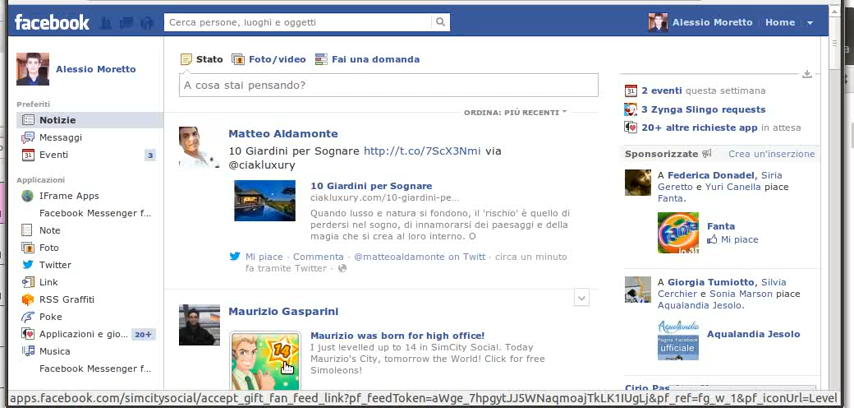 facebook
Cerca persone, luoghi e oggetti
Alessio Moretto
Home
Alessio Moretto
Preferiti
Notizie
Messaggi
Eventi 3
Applicazioni
IFrame Apps
Facebook Messenger f...
Note
Foto
Twitter
Link
RSS Graffiti
Poke
Applicazioni e gio... 20+
Musica
Facebook Messenger f...
Stato
Foto/video
Fai una domanda
A cosa stai pensando?
ORDINA: PIÙ RECENTI
Matteo Aldamonte
10 Giardini per Sognare http://t.co/7ScX3Nmi via
@ciakluxury
10 Giardini per Sognare
ciakluxury.com/10-giardini-pe...
Quando lusso e natura si fondono, il 'rischio' è quello di
perdersi nel sogno, di innamorarsi dei paesaggi e della
magia che si crea al loro interno. O
Mi piace · Commenta · @matteoaldamonte on Twitt · circa un minuto
fa tramite Twitter ·
Maurizio Gasparini
14
Maurizio was born for high office!
I just levelled up to 14 in SimCity Social. Today
Maurizio's City, tomorrow the World! Click for free
Simoleons!
2 eventi questa settimana
3 Zynga Slingo requests
20+ altre richieste app in attesa
Sponsorizzate
Crea un'inserzione
A Federica Donadel, Siria
Geretto e Yuri Canella piace
Fanta.
Fanta
Mi piace
A Giorgia Tumiotto, Silvia
Cerchier e Sonia Marson piace
Aqualandia Jesolo.
Aqualandia
Pagina Facebook
ufficiale
Aqualandia Jesolo
apps.facebook.com/simcitysocial/accept_gift_fan_feed_link?pf_feedToken=aWge_7hpgytJJ5WNaqmoajTkLK1IUgLj&pf_ref=fg_w_1&pf_iconUrl=Level